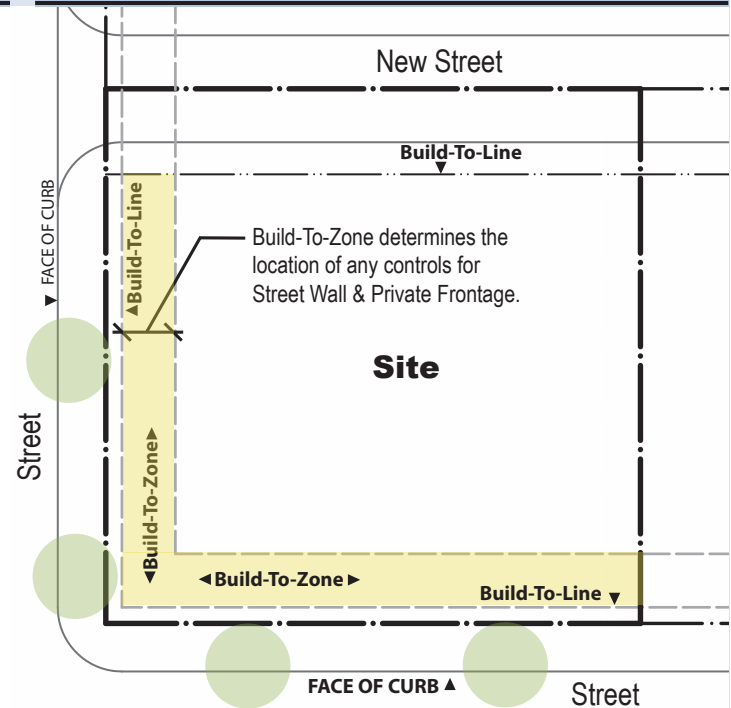 New Street
Build-To-Line
FACE OF CURB
Build-To-Line
Build-To-Zone determines the
location of any controls for
Street Wall & Private Frontage.
Site
Street
Build-To-Zone
Build-To-Zone
Build-To-Line
FACE OF CURB
Street